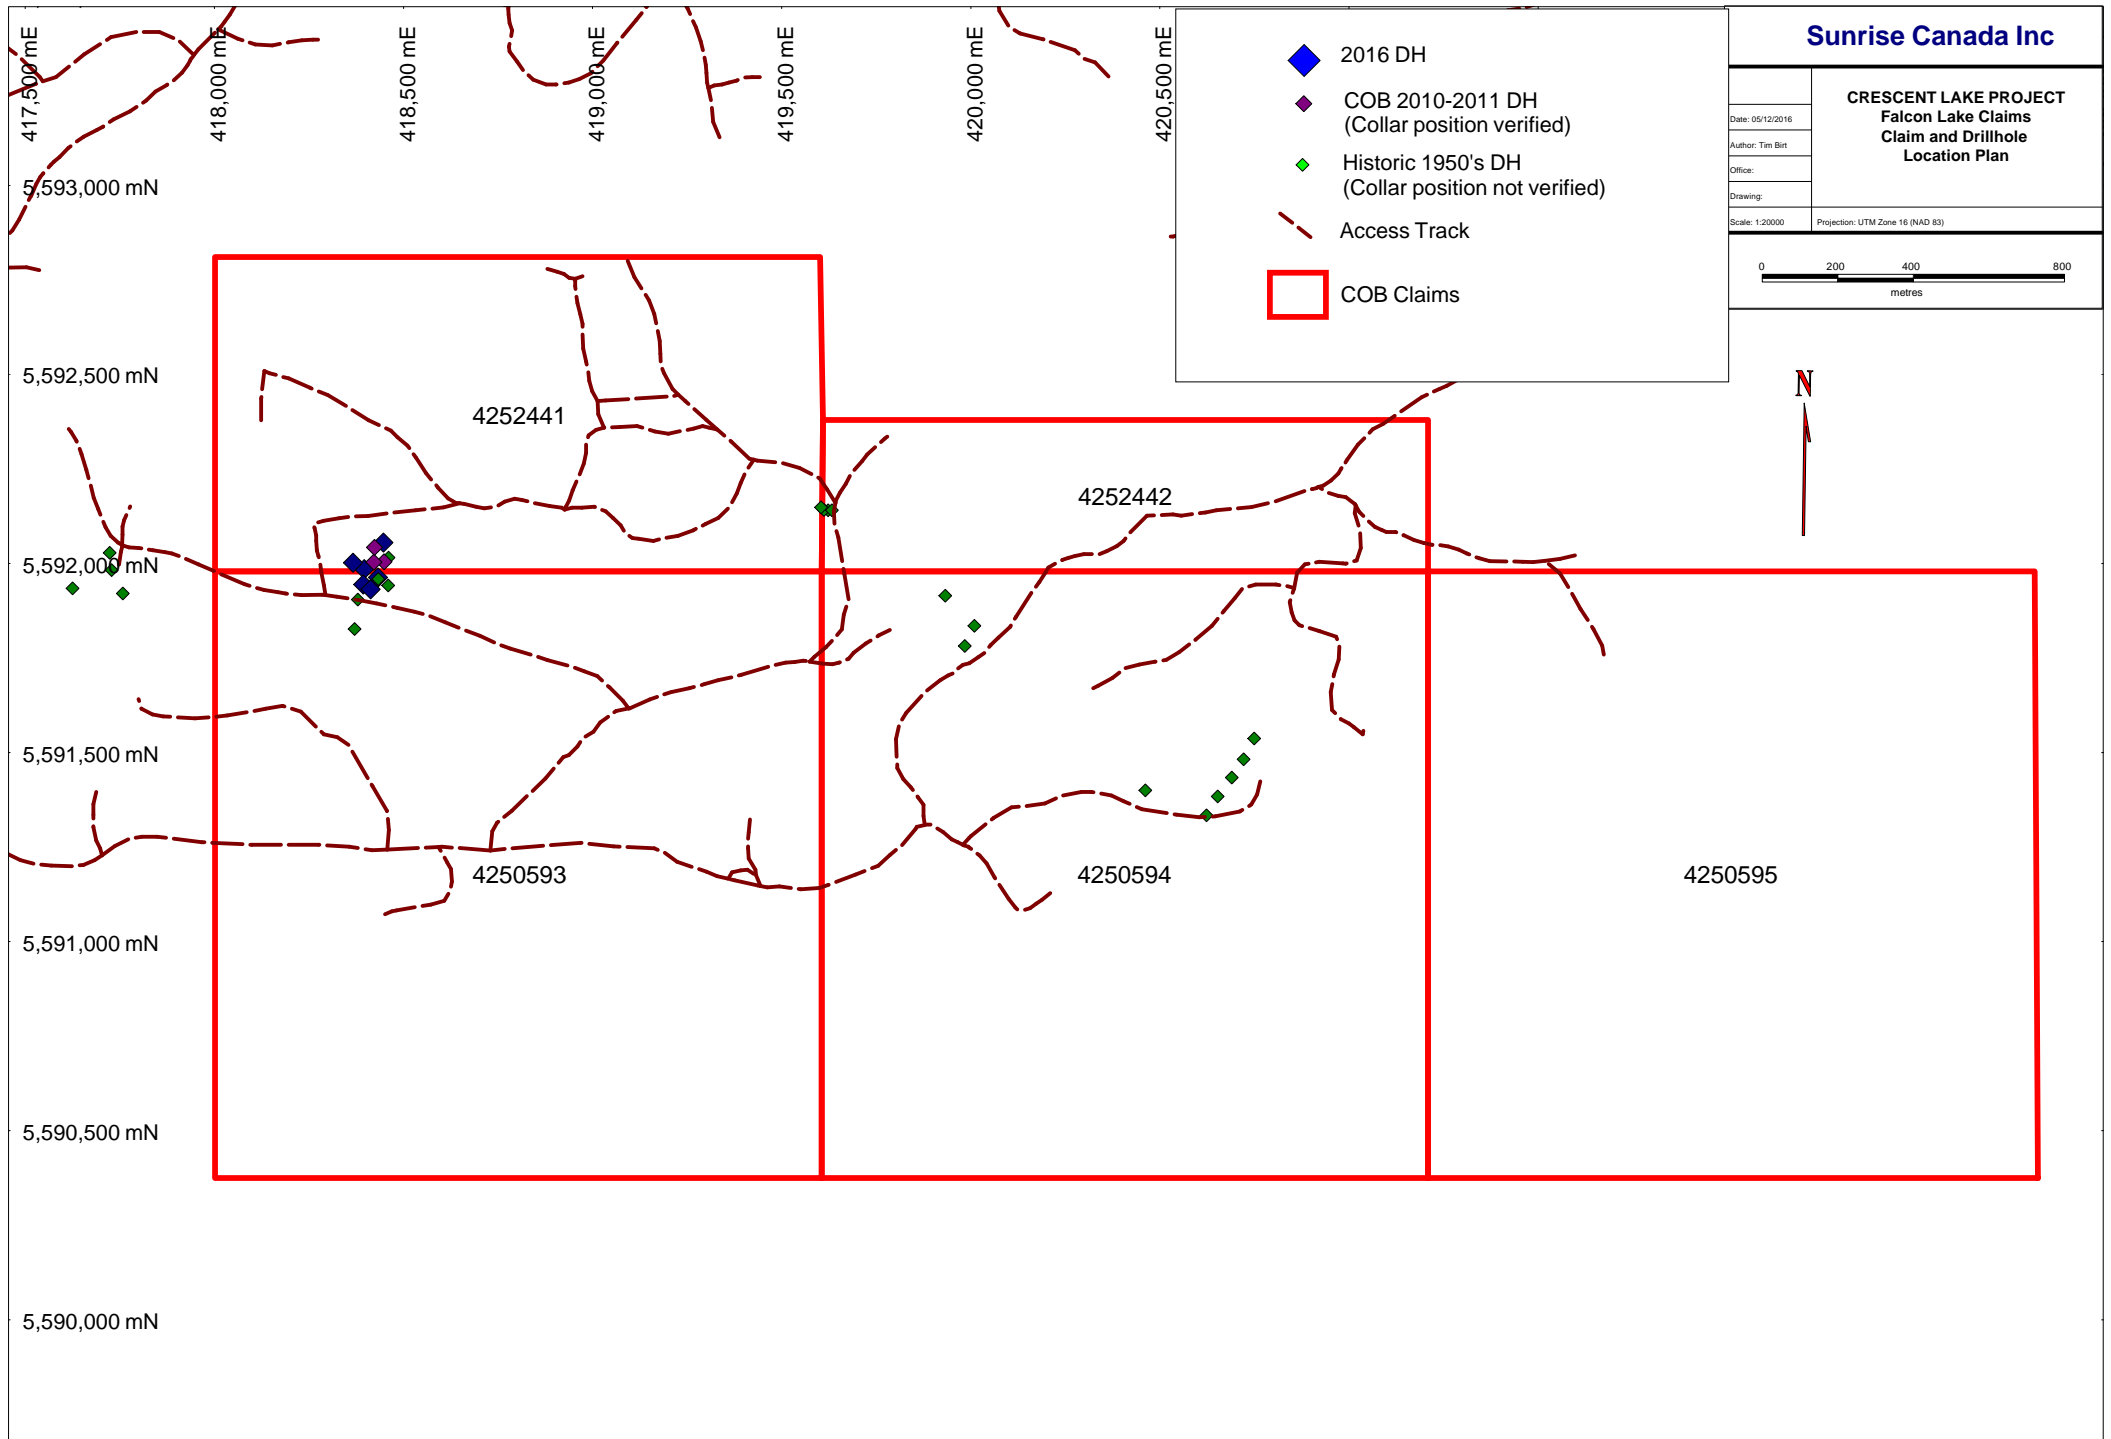 417,500 mE
418,000 mE
418,500 mE
419,000 mE
419,500 mE
420,000 mE
420,500 mE
2016 DH
COB 2010-2011 DH
(Collar position verified)
Historic 1950's DH
(Collar position not verified)
Access Track
COB Claims
Sunrise Canada Inc
CRESCENT LAKE PROJECT
Falcon Lake Claims
Claim and Drillhole
Location Plan
Date: 05/12/2016
Author: Tim Birt
Office:
Drawing:
Scale: 1:20000
Projection: UTM Zone 16 (NAD 83)
0 200 400 800
metres
N
5,593,000 mN
5,592,500 mN
5,592,000 mN
5,591,500 mN
5,591,000 mN
5,590,500 mN
5,590,000 mN
4252441
4252442
4250593
4250594
4250595